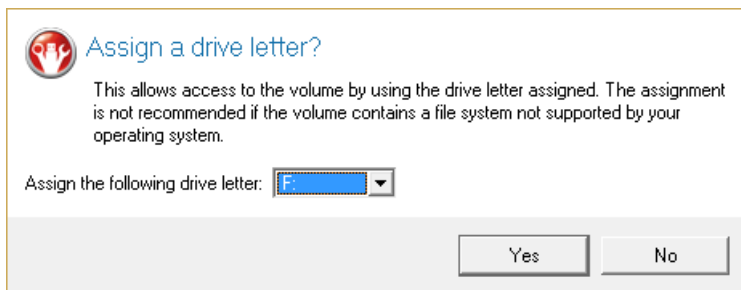 Assign a drive letter?
This allows access to the volume by using the drive letter assigned. The assignment
is not recommended if the volume contains a file system not supported by your
operating system.
Assign the following drive letter: F:
Yes No